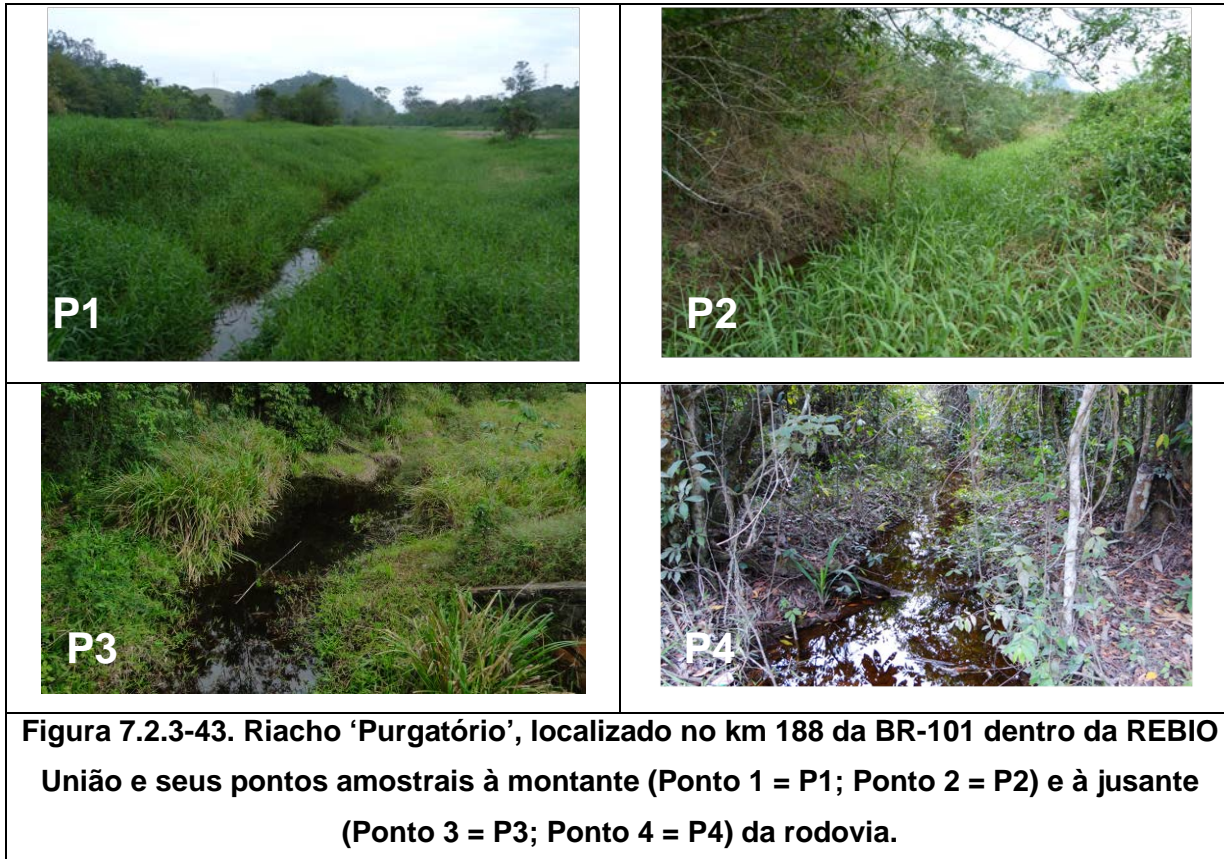 P1
P2
P3
P4
Figura 7.2.3-43. Riacho ‘Purgatório’, localizado no km 188 da BR-101 dentro da REBIO
União e seus pontos amostrais à montante (Ponto 1 = P1; Ponto 2 = P2) e à jusante
(Ponto 3 = P3; Ponto 4 = P4) da rodovia.